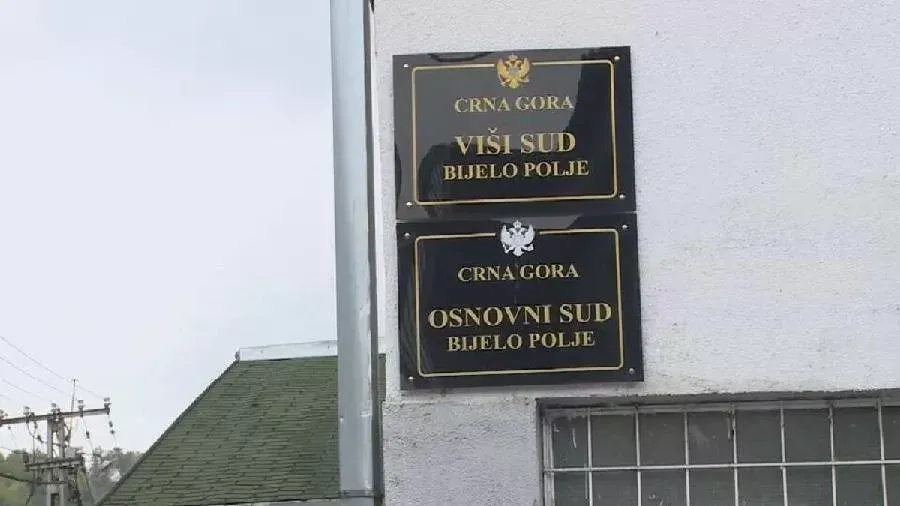 CRNA GORA
VIŠI SUD
BIJELO POLJE
CRNA GORA
OSNOVNI SUD
BIJELO POLJE